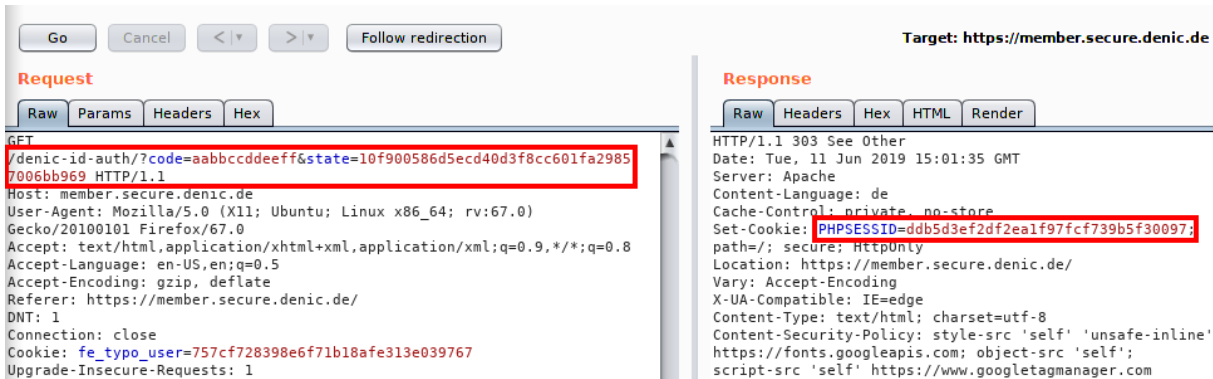 Go Cancel < > Follow redirection Target: https://member.secure.denic.de
Request
Raw Params Headers Hex
GET
/denic-id-auth/?code=aabbccddeeff&state=10f900586d5ecd40d3f8cc601fa2985
7006bb969 HTTP/1.1
Host: member.secure.denic.de
User-Agent: Mozilla/5.0 (X11; Ubuntu; Linux x86_64; rv:67.0)
Gecko/20100101 Firefox/67.0
Accept: text/html,application/xhtml+xml,application/xml;q=0.9,*/*;q=0.8
Accept-Language: en-US,en;q=0.5
Accept-Encoding: gzip, deflate
Referer: https://member.secure.denic.de/
DNT: 1
Connection: close
Cookie: fe_typo_user=757cf728398e6f71b18afe313e039767
Upgrade-Insecure-Requests: 1
Response
Raw Headers Hex HTML Render
HTTP/1.1 303 See Other
Date: Tue, 11 Jun 2019 15:01:35 GMT
Server: Apache
Content-Language: de
Cache-Control: private, no-store
Set-Cookie: PHPSESSID=ddb5d3ef2df2ea1f97fcf739b5f30097;
path=/; secure; HttpOnly
Location: https://member.secure.denic.de/
Vary: Accept-Encoding
X-UA-Compatible: IE=edge
Content-Type: text/html; charset=utf-8
Content-Security-Policy: style-src 'self' 'unsafe-inline'
https://fonts.googleapis.com; object-src 'self';
script-src 'self' https://www.googletagmanager.com